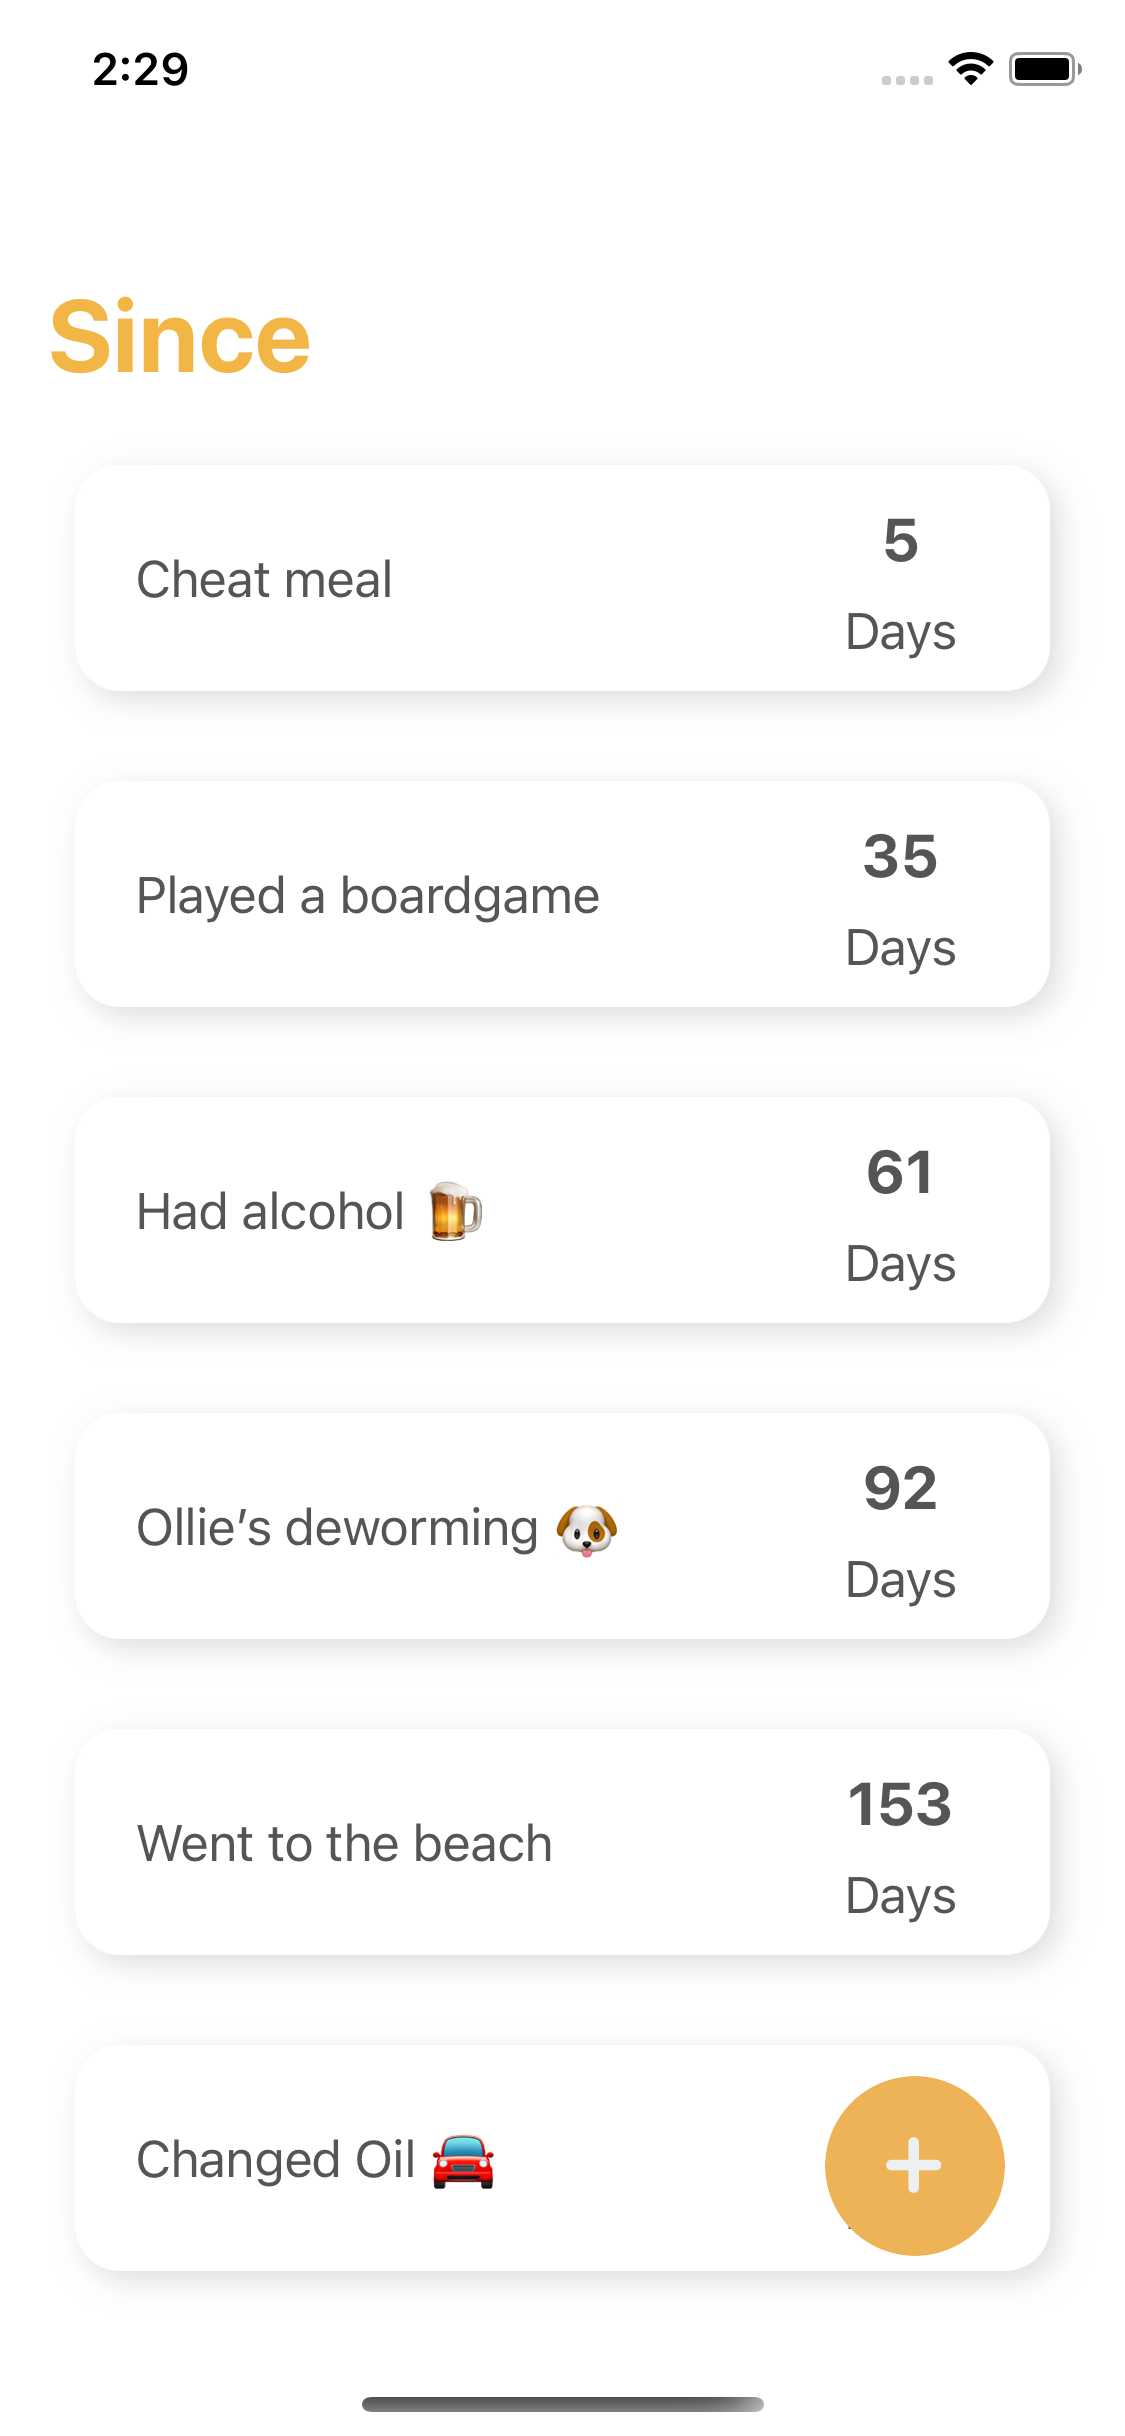 2:29
Since
Cheat meal
5
Days
Played a boardgame
35
Days
Had alcohol 🍺
61
Days
Ollie’s deworming 🐶
92
Days
Went to the beach
153
Days
Changed Oil 🚘
+